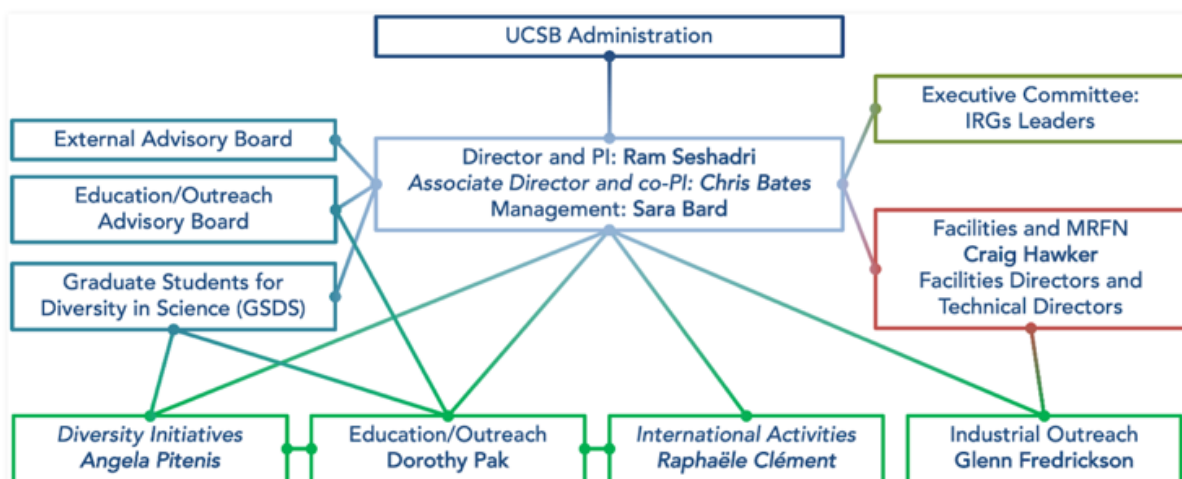 UCSB Administration
External Advisory Board
Education/Outreach
Advisory Board
Graduate Students for
Diversity in Science (GSDS)
Director and PI: Ram Seshadri
Associate Director and co-PI: Chris Bates
Management: Sara Bard
Executive Committee:
IRGs Leaders
Facilities and MRFN
Craig Hawker
Facilities Directors and
Technical Directors
Diversity Initiatives
Angela Pitenis
Education/Outreach
Dorothy Pak
International Activities
Raphaële Clément
Industrial Outreach
Glenn Fredrickson